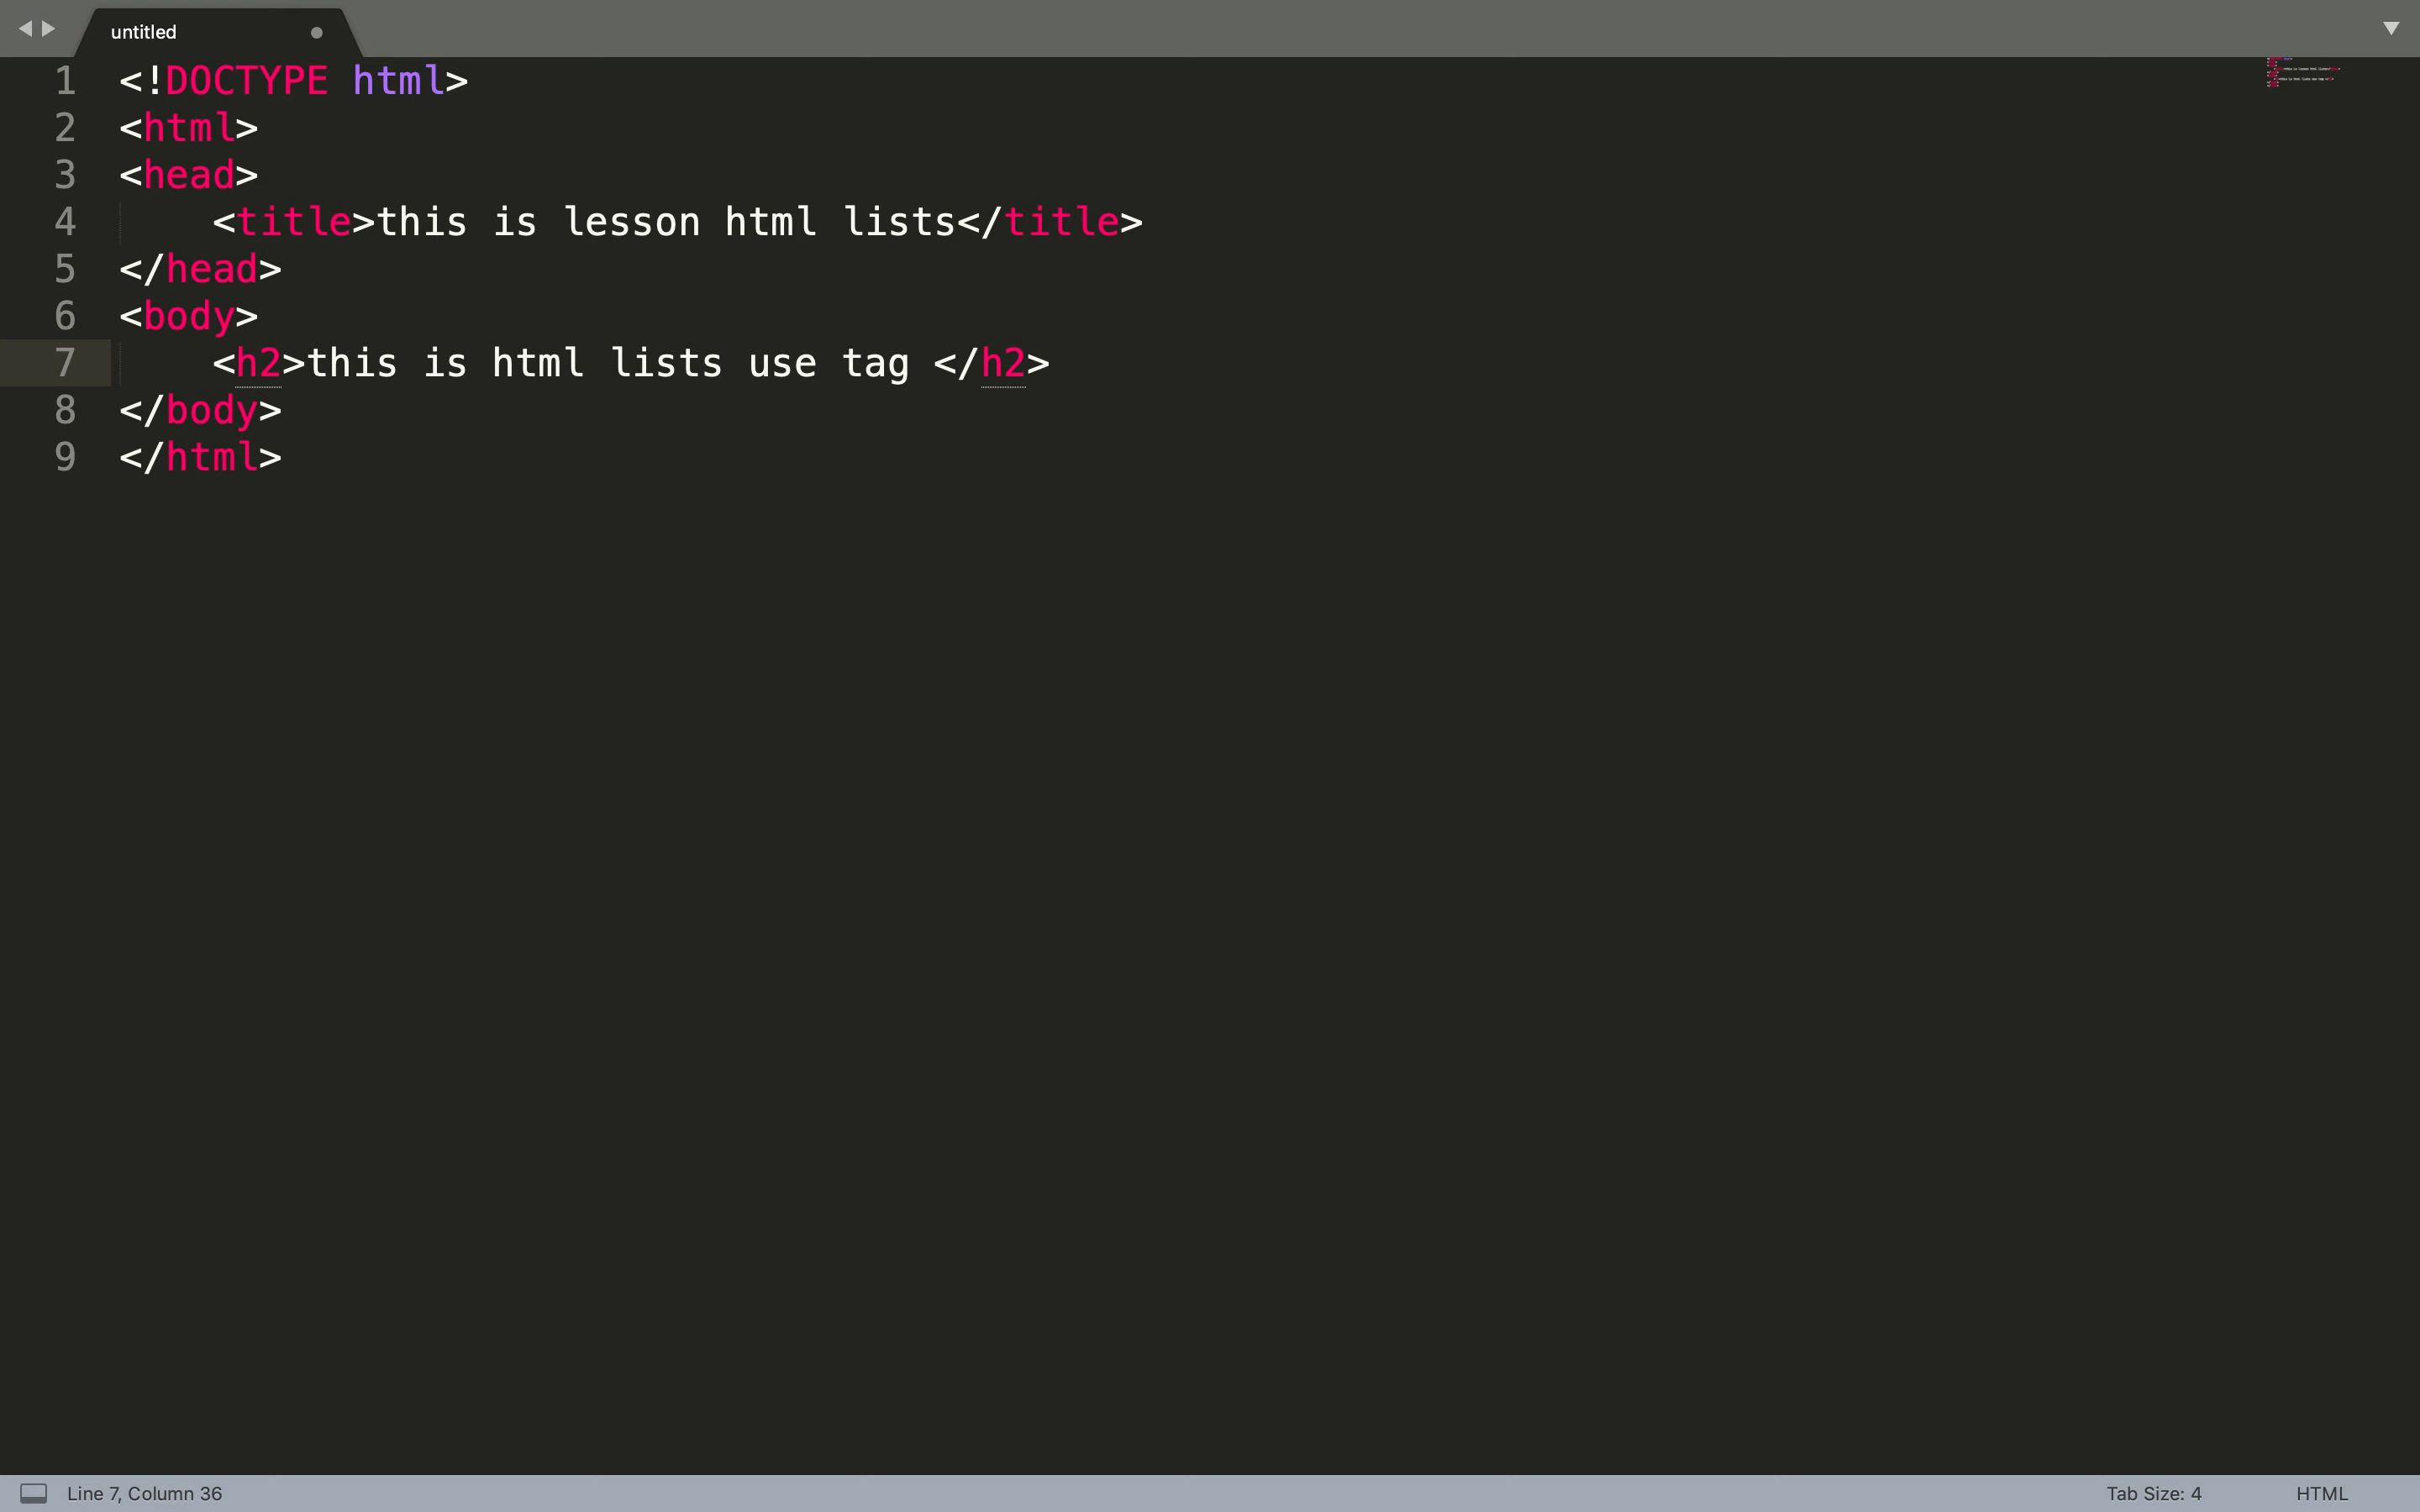 untitled
1 <!DOCTYPE html>
2 <html>
3 <head>
4     <title>this is lesson html lists</title>
5 </head>
6 <body>
7     <h2>this is html lists use tag </h2>
8 </body>
9 </html>
Line 7, Column 36
Tab Size: 4
HTML